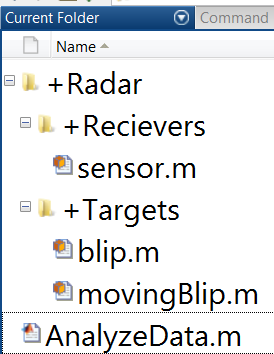 Current Folder
Command
Name
+Radar
+Recievers
sensor.m
+Targets
blip.m
movingBlip.m
AnalyzeData.m